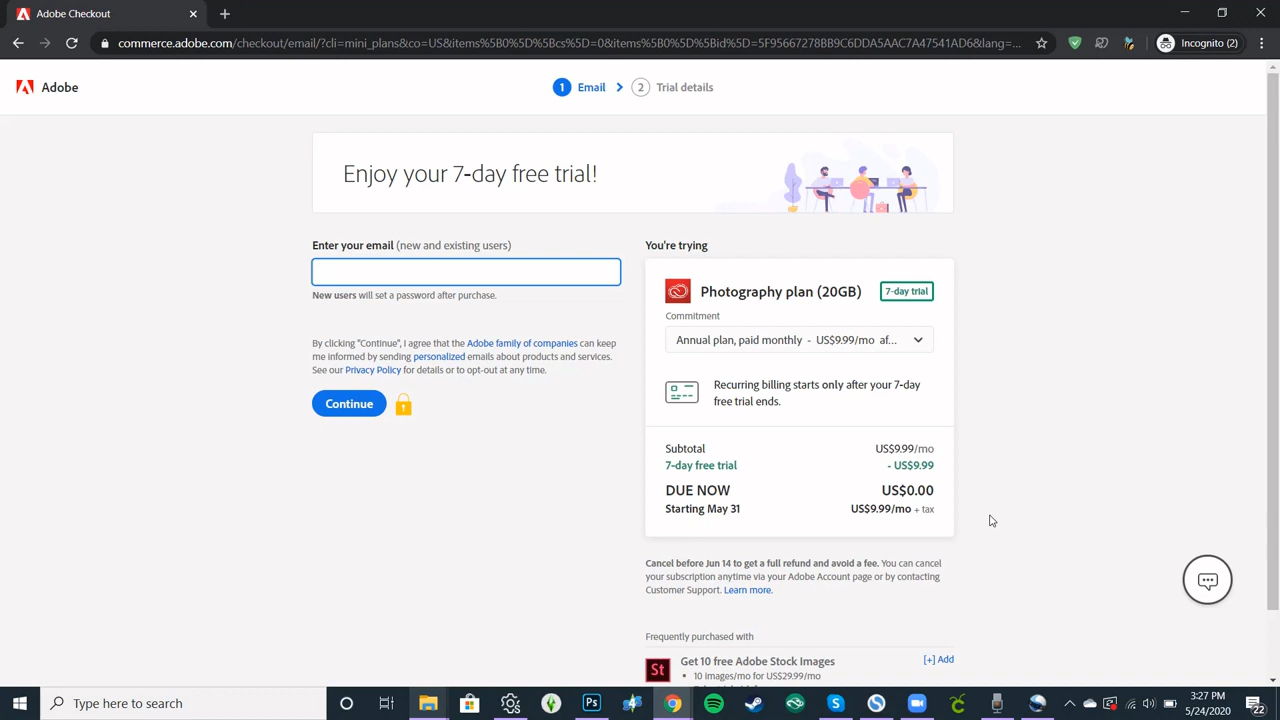 Adobe Checkout
commerce.adobe.com/checkout/email/?cli=mini_plans&co=US&items%5B0%5D%5Bcs%5D=0&items%5B0%5D%5Bid%5D=5F95667278BB9C6DDA5AAC7A47541AD6&lang=...
Incognito (2)
Adobe
1 Email 2 Trial details
Enjoy your 7-day free trial!
Enter your email (new and existing users)
New users will set a password after purchase.
By clicking "Continue", I agree that the Adobe family of companies can keep
me informed by sending personalized emails about products and services.
See our Privacy Policy for details or to opt-out at any time.
Continue
You're trying
Photography plan (20GB) 7-day trial
Commitment
Annual plan, paid monthly - US$9.99/mo af...
Recurring billing starts only after your 7-day
free trial ends.
Subtotal US$9.99/mo
7-day free trial - US$9.99
DUE NOW US$0.00
Starting May 31 US$9.99/mo + tax
Cancel before Jun 14 to get a full refund and avoid a fee. You can cancel
your subscription anytime via your Adobe Account page or by contacting
Customer Support. Learn more.
Frequently purchased with
St Get 10 free Adobe Stock Images [+] Add
• 10 images/mo for US$29.99/mo
Type here to search
Ps
3:27 PM
5/24/2020
22